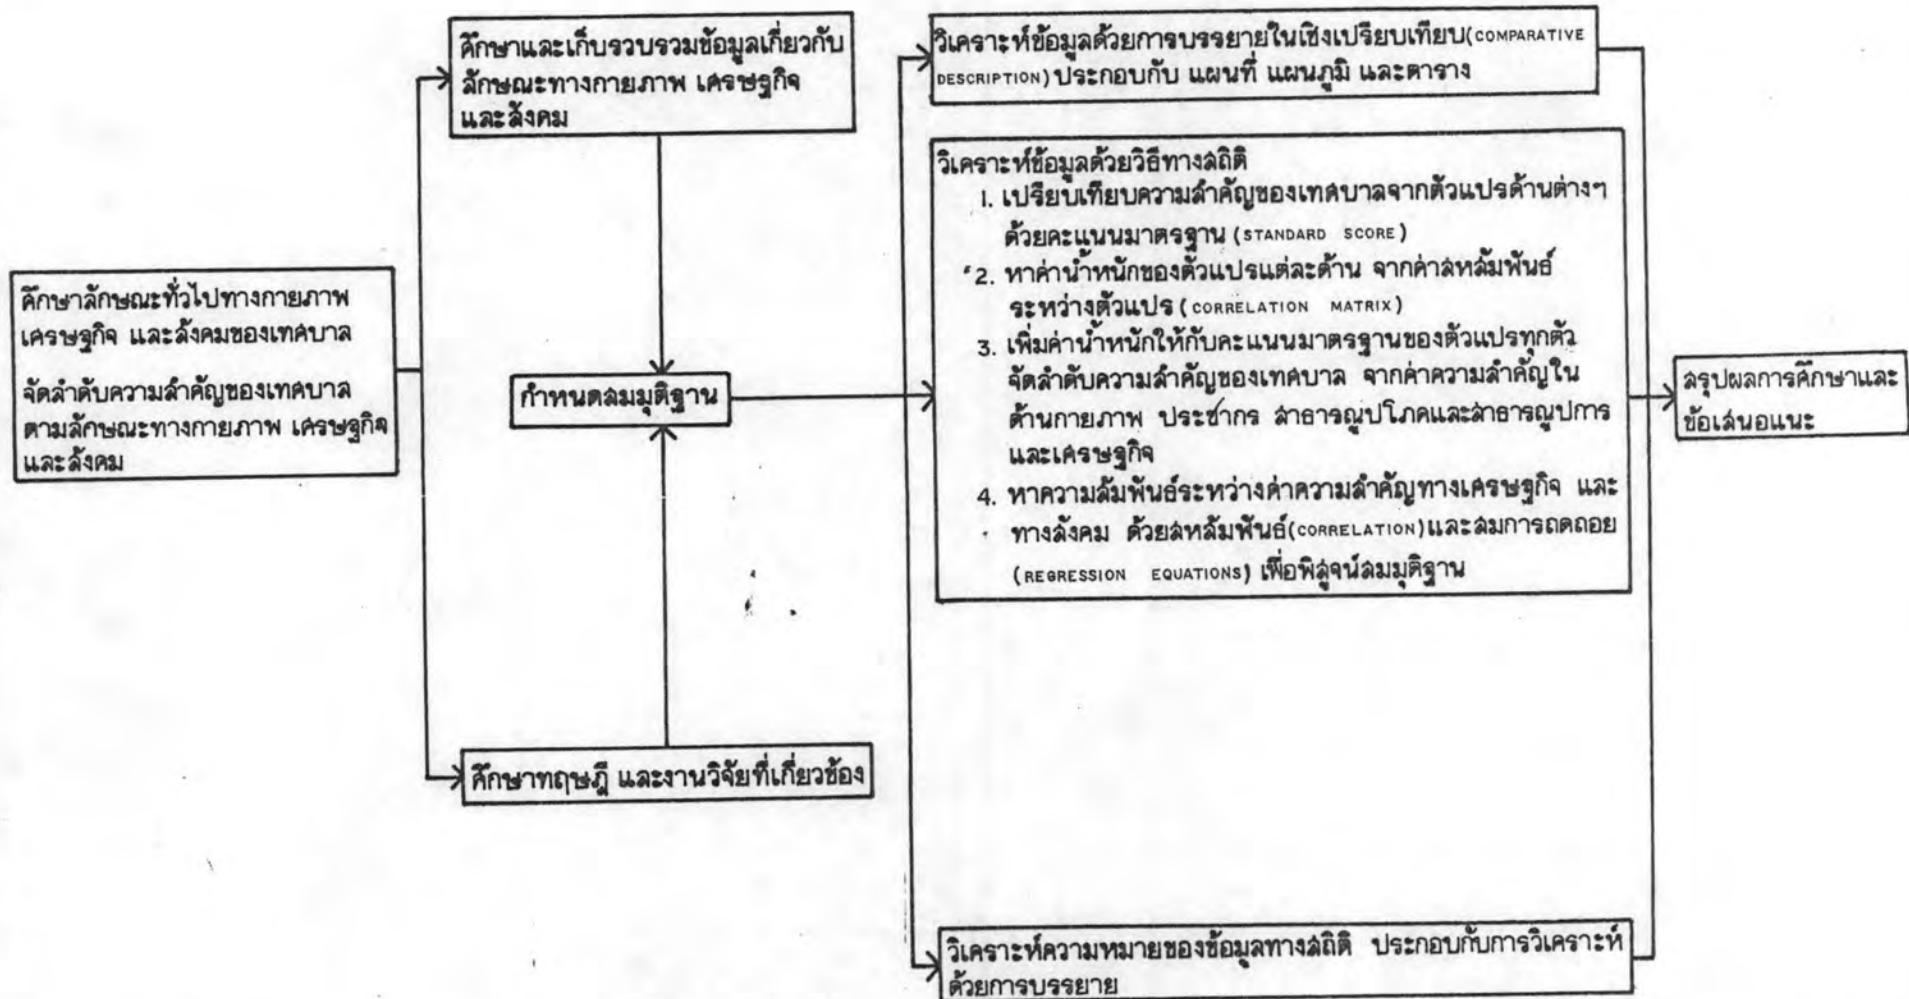 ศึกษาลักษณะทั่วไปทางกายภาพ
เศรษฐกิจ และสังคมของเทศบาล
จัดลำดับความสำคัญของเทศบาล
ตามลักษณะทางกายภาพ เศรษฐกิจ
และสังคม
ศึกษาและเก็บรวบรวมข้อมูลเกี่ยวกับ
ลักษณะทางกายภาพ เศรษฐกิจ
และสังคม
กำหนดสมมุติฐาน
ศึกษาทฤษฎี และงานวิจัยที่เกี่ยวข้อง
วิเคราะห์ข้อมูลด้วยการบรรยายในเชิงเปรียบเทียบ(COMPARATIVE
DESCRIPTION) ประกอบกับ แผนที่ แผนภูมิ และตาราง
วิเคราะห์ข้อมูลด้วยวิธีทางสถิติ
1. เปรียบเทียบความสำคัญของเทศบาลจากตัวแปรด้านต่างๆ
ด้วยคะแนนมาตรฐาน (STANDARD SCORE)
2. หาค่าน้ำหนักของตัวแปรแต่ละด้าน จากค่าสหสัมพันธ์
ระหว่างตัวแปร (CORRELATION MATRIX)
3. เพิ่มค่าน้ำหนักให้กับคะแนนมาตรฐานของตัวแปรทุกตัว
จัดลำดับความสำคัญของเทศบาล จากค่าความสำคัญใน
ด้านกายภาพ ประชากร สาธารณูปโภคและสาธารณูปการ
และเศรษฐกิจ
4. หาความสัมพันธ์ระหว่างค่าความสำคัญทางเศรษฐกิจ และ
ทางสังคม ด้วยสหสัมพันธ์(CORRELATION)และสมการถดถอย
(REGRESSION EQUATIONS) เพื่อพิสูจน์สมมุติฐาน
วิเคราะห์ความหมายของข้อมูลทางสถิติ ประกอบกับการวิเคราะห์
ด้วยการบรรยาย
สรุปผลการศึกษาและ
ข้อเสนอแนะ